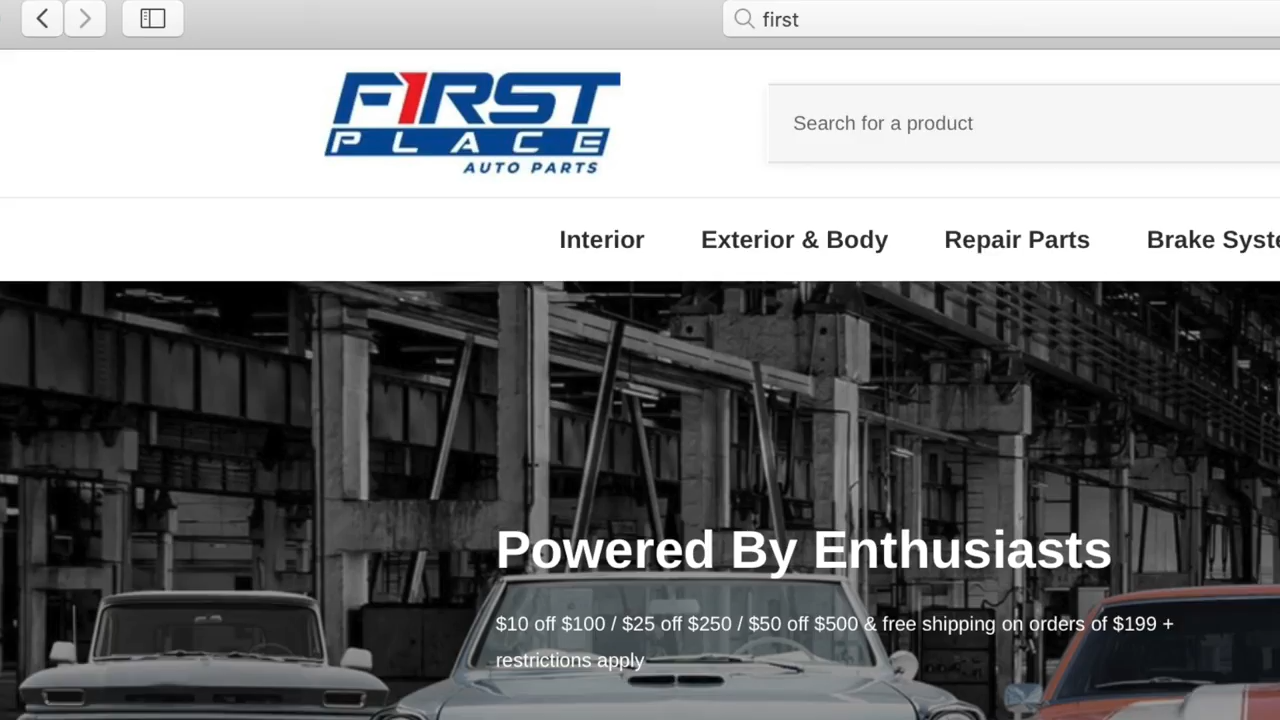 first
F1RST
PLACE
AUTO PARTS
Search for a product
Interior Exterior & Body Repair Parts Brake Syste
Powered By Enthusiasts
$10 off $100 / $25 off $250 / $50 off $500 & free shipping on orders of $199 +
restrictions apply